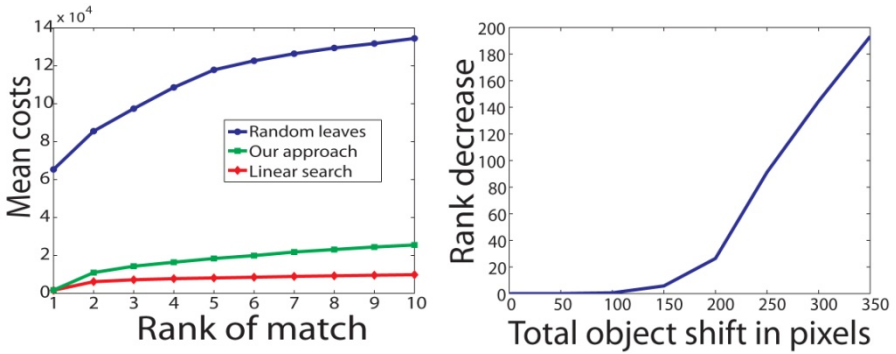 14 × 10⁴
12
10
8
6
4
2
0
Mean costs
Random leaves
Our approach
Linear search
1 2 3 4 5 6 7 8 9 10
Rank of match
200
180
160
140
120
100
80
60
40
20
0
Rank decrease
0 50 100 150 200 250 300 350
Total object shift in pixels